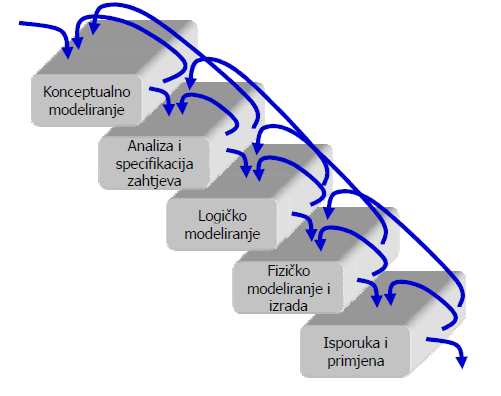 Konceptualno
modeliranje
Analiza i
specifikacija
zahtjeva
Logičko
modeliranje
Fizičko
modeliranje i
izrada
Isporuka i
primjena